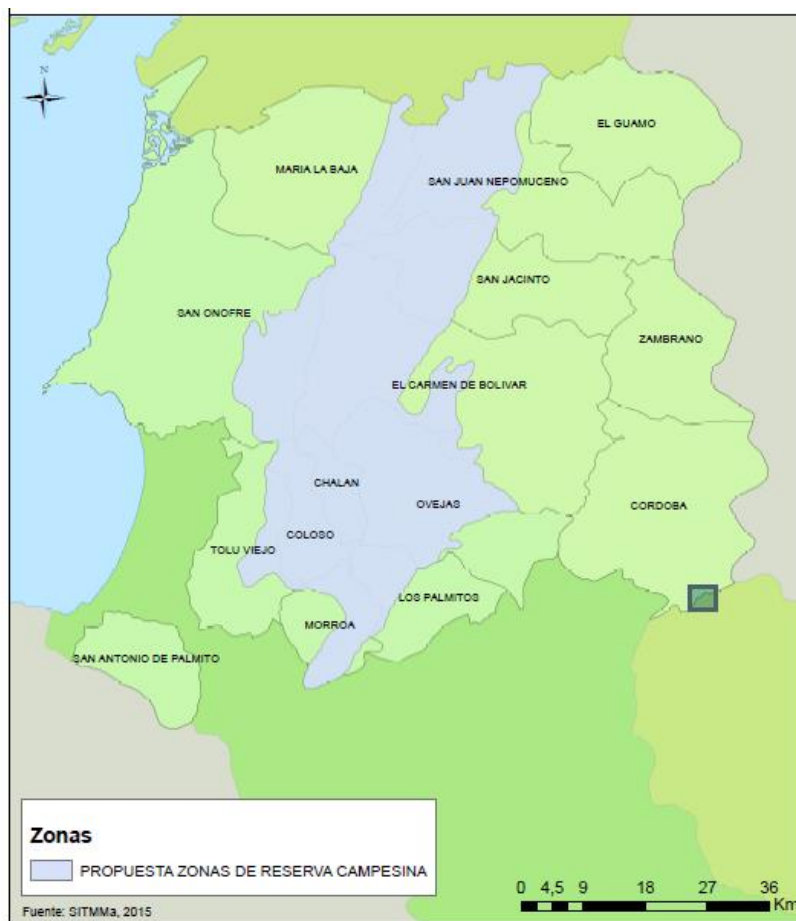 N
EL GUAMO
MARIA LA BAJA
SAN JUAN NEPOMUCENO
SAN JACINTO
SAN ONOFRE
ZAMBRANO
EL CARMEN DE BOLIVAR
CHALAN
OVEJAS
CORDOBA
COLOSO
TOLU VIEJO
LOS PALMITOS
MORROA
SAN ANTONIO DE PALMITO
Zonas
PROPUESTA ZONAS DE RESERVA CAMPESINA
0 4,5 9 18 27 36
Km
Fuente: SITMMa, 2015